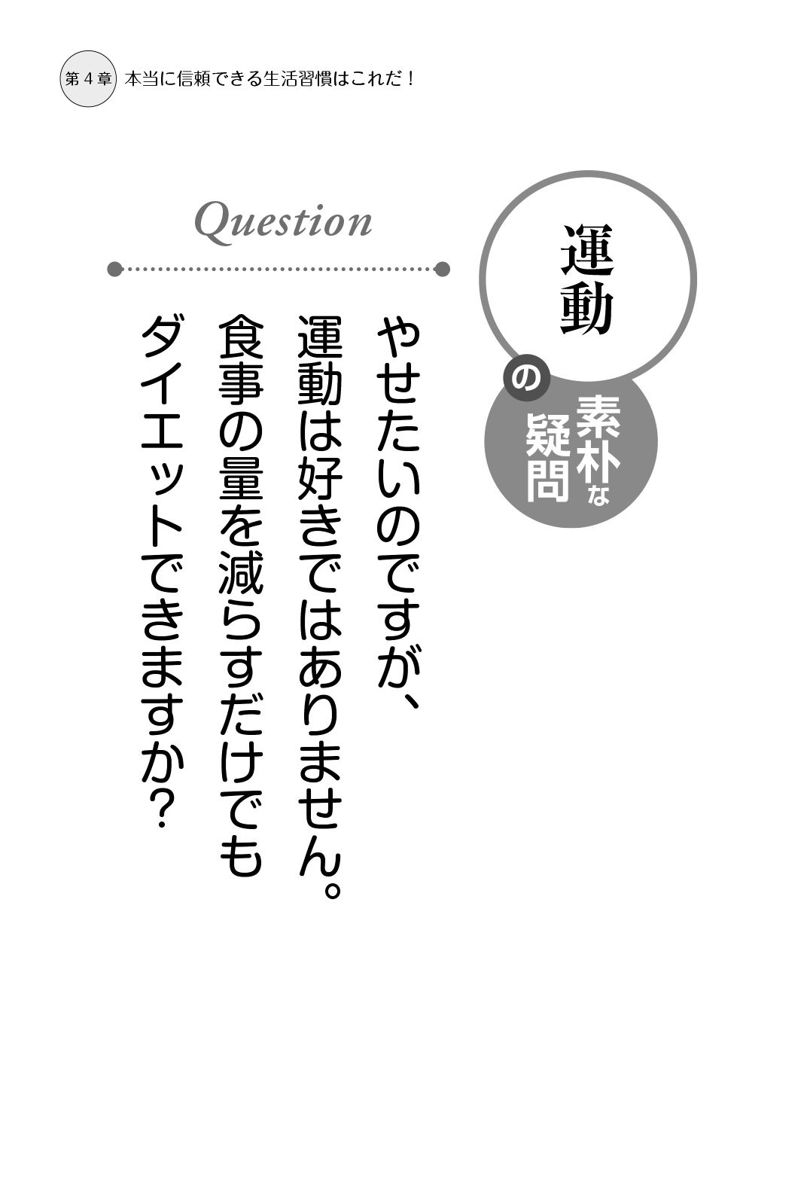 第4章 本当に信頼できる生活習慣はこれだ！
運動
の
素朴な
疑問
Question
やせたいのですが、
運動は好きではありません。
食事の量を減らすだけでも
ダイエットできますか？